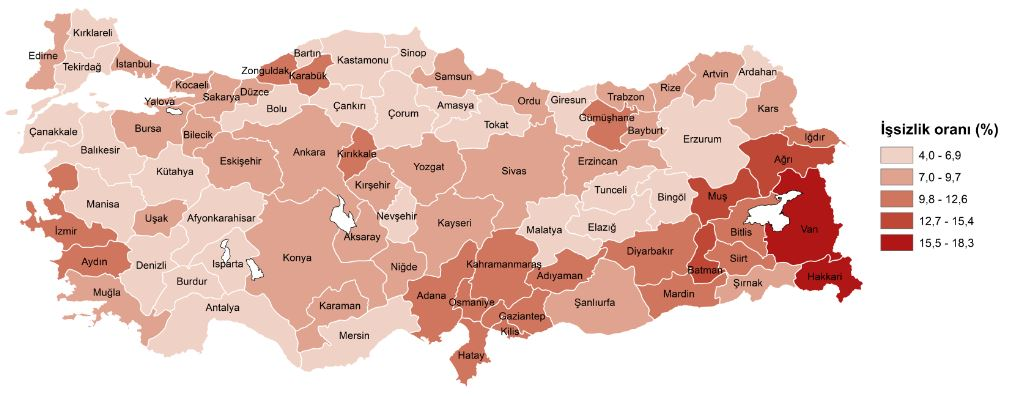 Kırklareli
Edirne
Tekirdağ
İstanbul
Kocaeli
Yalova
Sakarya
Düzce
Zonguldak
Bartın
Karabük
Kastamonu
Sinop
Samsun
Ordu
Giresun
Trabzon
Rize
Artvin
Ardahan
Kars
Gümüşhane
Bayburt
Çanakkale
Balıkesir
Bursa
Bilecik
Bolu
Çankırı
Çorum
Amasya
Tokat
Erzurum
Iğdır
Ağrı
Kütahya
Eskişehir
Ankara
Kırıkkale
Yozgat
Sivas
Erzincan
Tunceli
Bingöl
Muş
Manisa
İzmir
Uşak
Afyonkarahisar
Kırşehir
Nevşehir
Kayseri
Malatya
Elazığ
Bitlis
Van
Aydın
Denizli
Isparta
Konya
Aksaray
Niğde
Kahramanmaraş
Adıyaman
Diyarbakır
Batman
Siirt
Hakkari
Muğla
Burdur
Antalya
Karaman
Mersin
Adana
Osmaniye
Gaziantep
Kilis
Hatay
Şanlıurfa
Mardin
Şırnak
İşsizlik oranı (%)
4,0 - 6,9
7,0 - 9,7
9,8 - 12,6
12,7 - 15,4
15,5 - 18,3